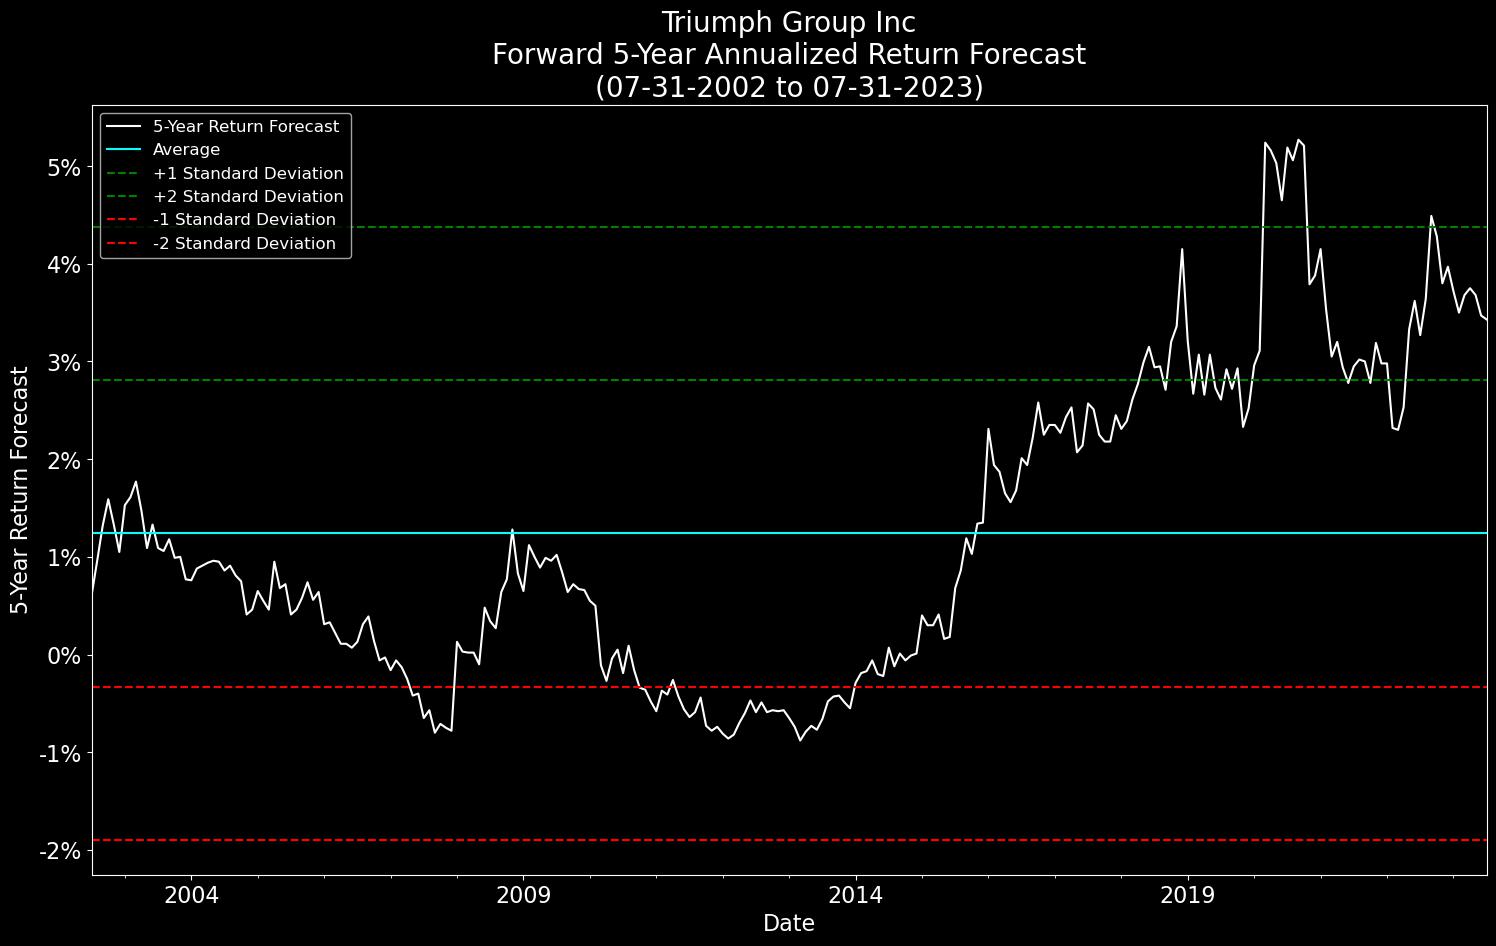 Triumph Group Inc
Forward 5-Year Annualized Return Forecast
(07-31-2002 to 07-31-2023)
5-Year Return Forecast
Average
+1 Standard Deviation
+2 Standard Deviation
-1 Standard Deviation
-2 Standard Deviation
5%
4%
3%
2%
1%
0%
-1%
-2%
5-Year Return Forecast
2004
2009
2014
2019
Date